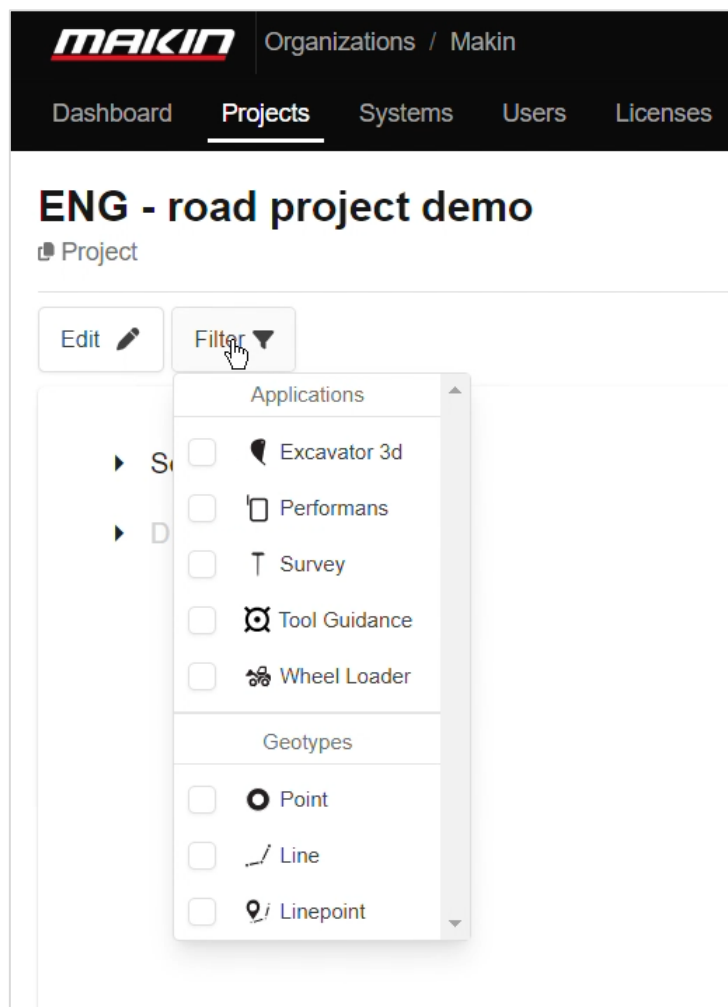 MAKIN Organizations / Makin
Dashboard Projects Systems Users Licenses
ENG - road project demo
Project
Edit Filter
Applications
Excavator 3d
Performans
Survey
Tool Guidance
Wheel Loader
Geotypes
Point
Line
Linepoint